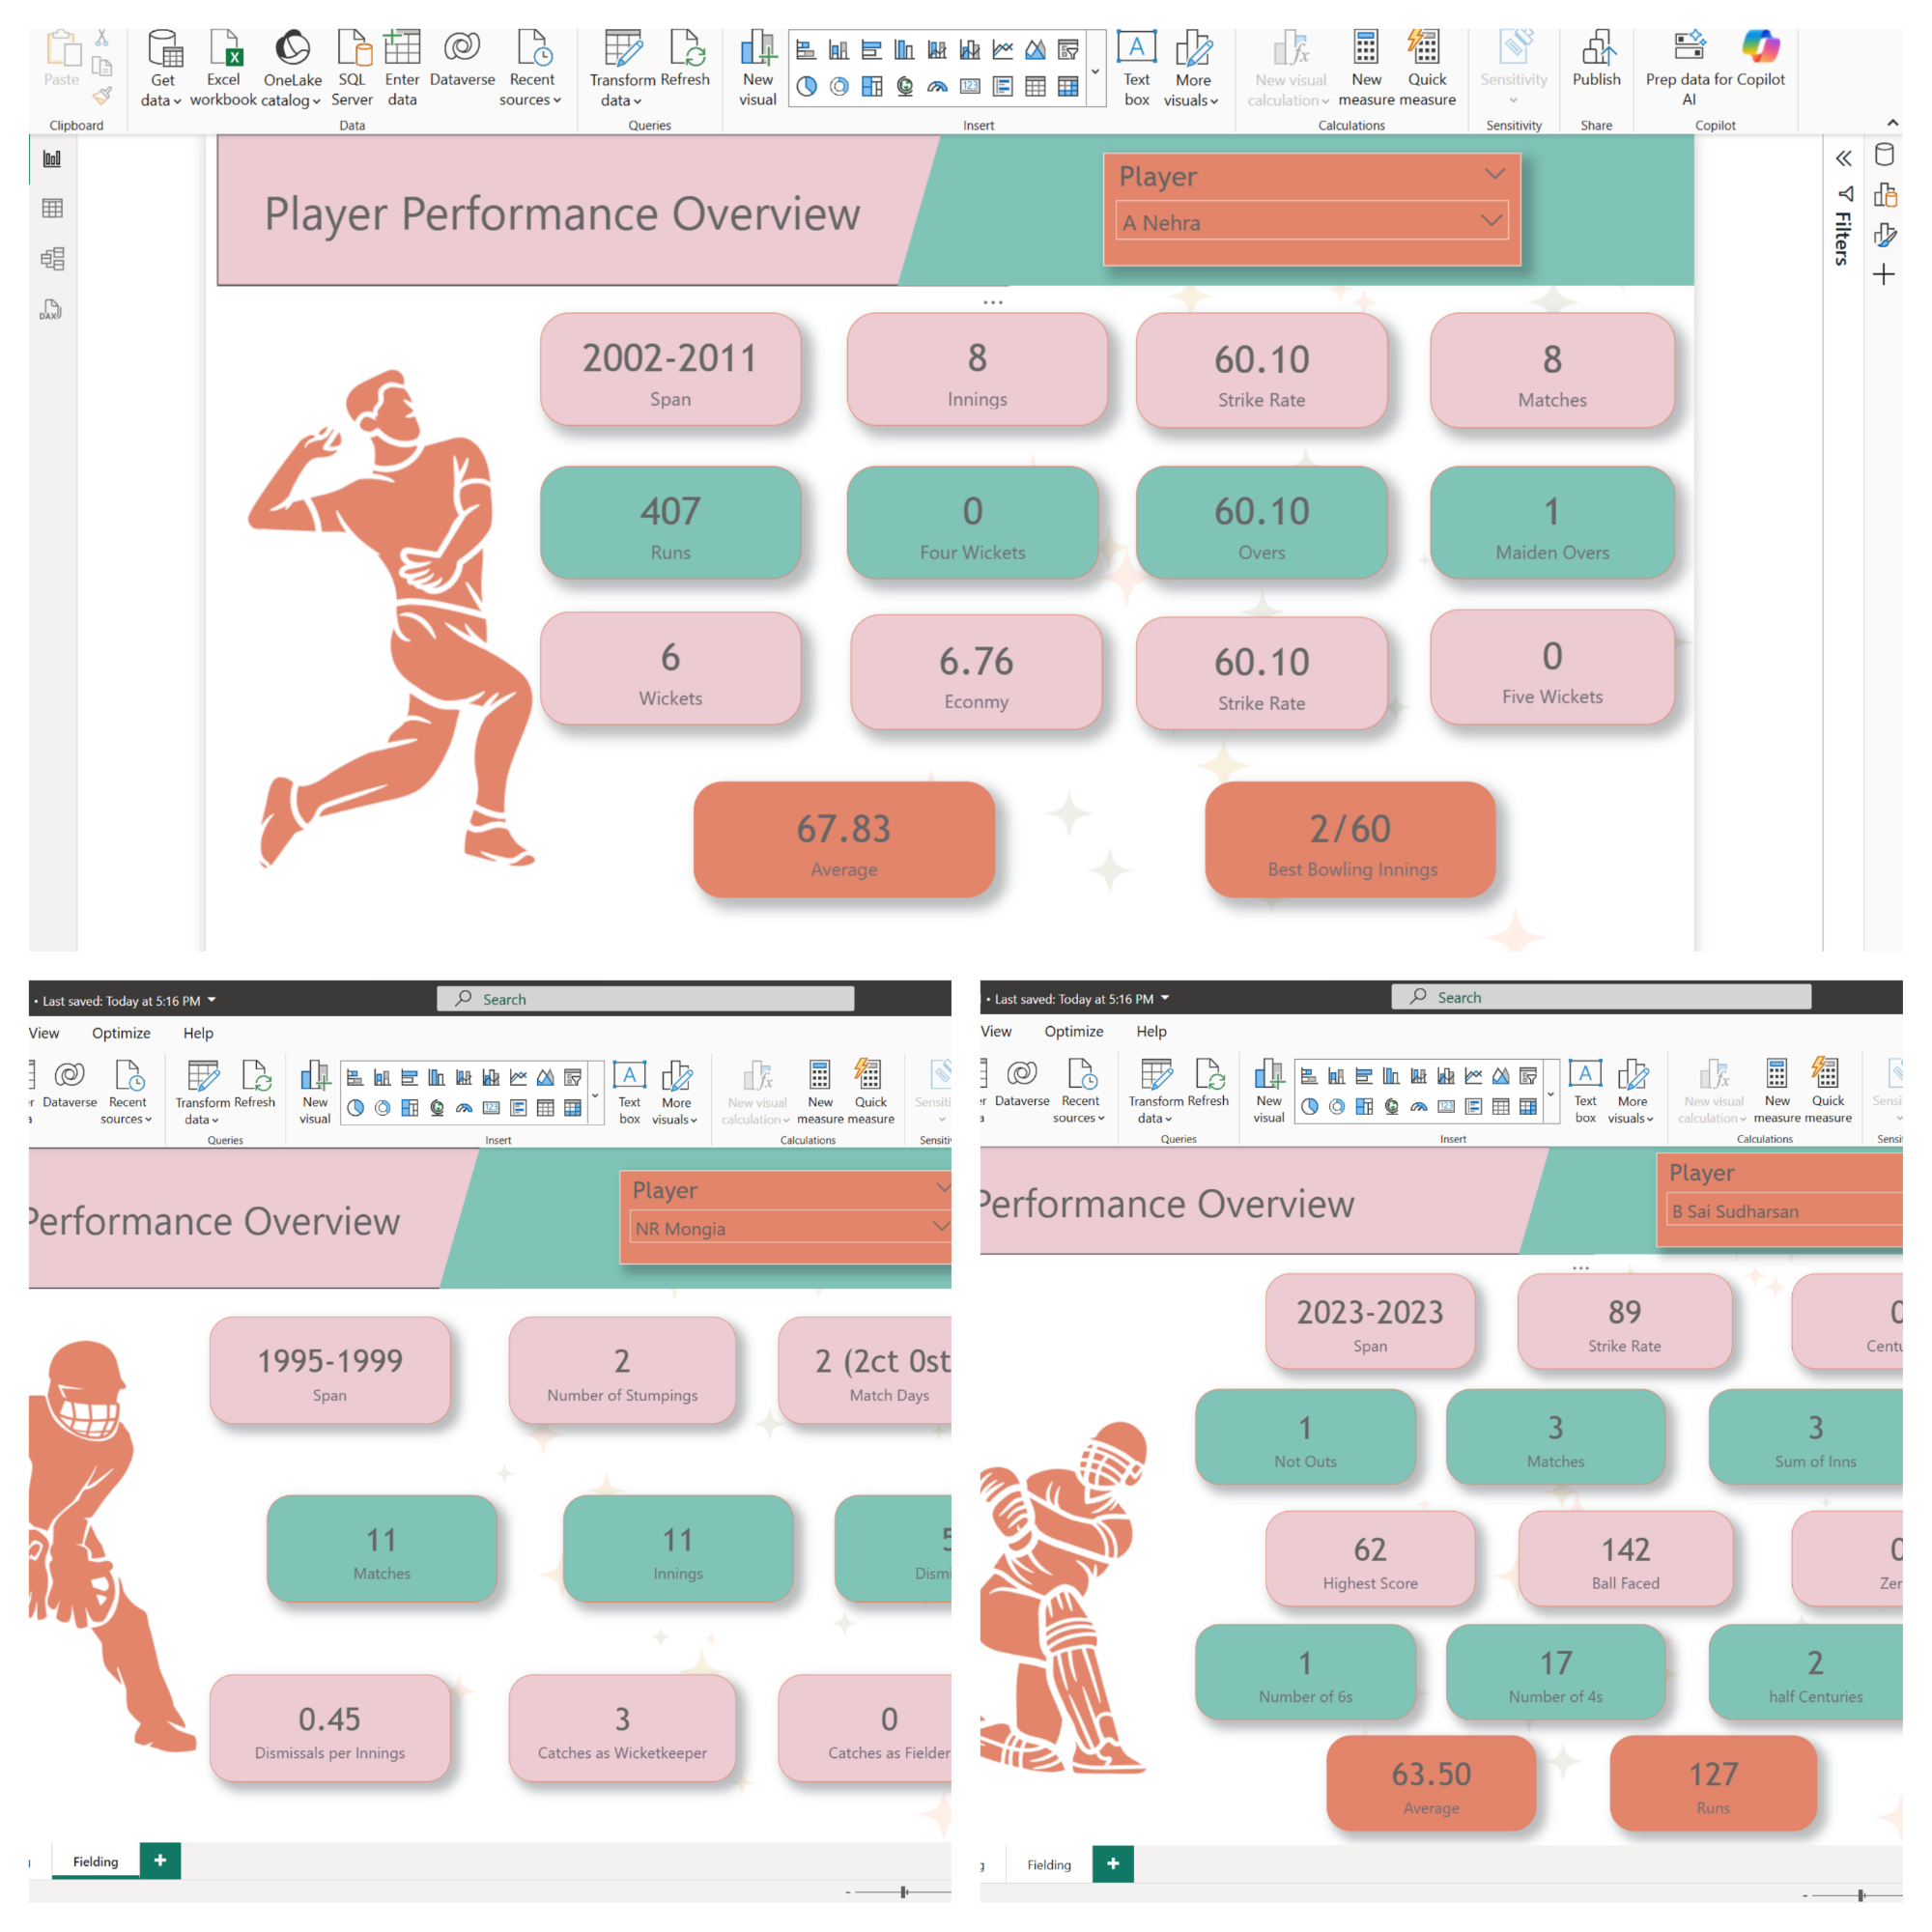 Paste
Get data
Excel workbook
OneLake catalog
SQL Server
Enter data
Dataverse
Recent sources
Transform data
Refresh
New visual
Text box
More visuals
New visual calculation
New measure
Quick measure
Sensitivity
Publish
Prep data for AI
Copilot
Clipboard
Data
Queries
Insert
Calculations
Sensitivity
Share
Copilot
Player Performance Overview
Player
A Nehra
Filters
DAX
2002-2011
Span
8
Innings
60.10
Strike Rate
8
Matches
407
Runs
0
Four Wickets
60.10
Overs
1
Maiden Overs
6
Wickets
6.76
Econmy
60.10
Strike Rate
0
Five Wickets
67.83
Average
2/60
Best Bowling Innings
• Last saved: Today at 5:16 PM
Search
View
Optimize
Help
Dataverse
Recent sources
Transform data
Refresh
New visual
Text box
More visuals
New visual calculation
New measure
Quick measure
Sensiti
Queries
Insert
Calculations
Sensitiv
Performance Overview
Player
NR Mongia
1995-1999
Span
2
Number of Stumpings
2 (2ct 0st
Match Days
11
Matches
11
Innings
5
Dismi
0.45
Dismissals per Innings
3
Catches as Wicketkeeper
0
Catches as Fielder
Fielding
• Last saved: Today at 5:16 PM
Search
View
Optimize
Help
Dataverse
Recent sources
Transform data
Refresh
New visual
Text box
More visuals
New visual calculation
New measure
Quick measure
Sensi
Queries
Insert
Calculations
Sensi
Performance Overview
Player
B Sai Sudharsan
2023-2023
Span
89
Strike Rate
0
Centu
1
Not Outs
3
Matches
3
Sum of Inns
62
Highest Score
142
Ball Faced
0
Zer
1
Number of 6s
17
Number of 4s
2
half Centuries
63.50
Average
127
Runs
Fielding